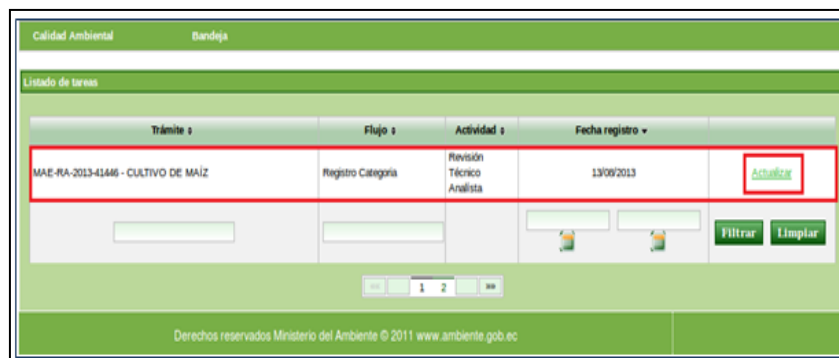 Calidad Ambiental Bandeja
Listado de tareas
Trámite Flujo Actividad Fecha registro
MAE-RA-2013-41446 - CULTIVO DE MAÍZ Registro Categoria Revisión Técnico Analista 13/08/2013 Actualizar
Filtrar Limpiar
«« 1 2 »»
Derechos reservados Ministerio del Ambiente © 2011 www.ambiente.gob.ec